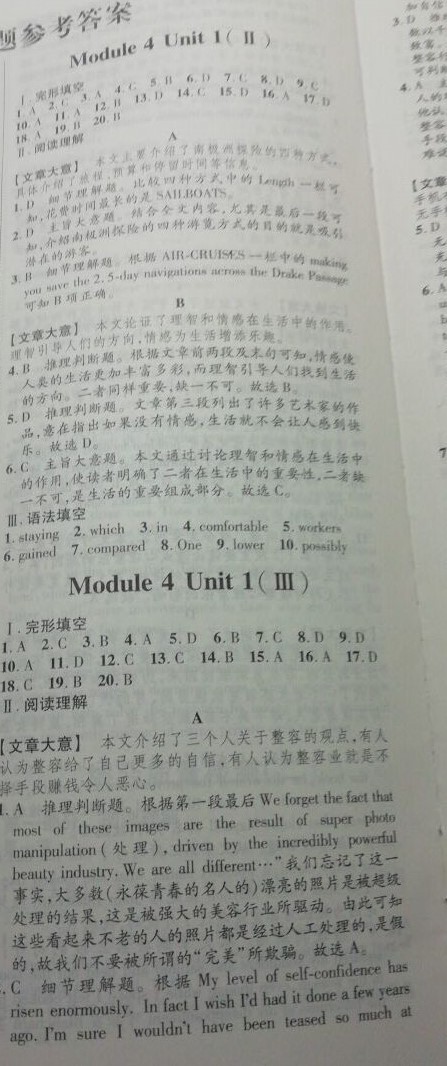 题参考答案
Module 4 Unit 1(Ⅱ)
Ⅰ.完形填空
1.A 2.C 3.A 4.C 5.B 6.D 7.C 8.D 9.C
10.A 11.A 12.B 13.D 14.C 15.D 16.A 17.D
18.A 19.B 20.B
Ⅱ.阅读理解
A
【文章大意】 本文主要介绍了南极洲探险的四种方式,
具体介绍了旅程,预算和停留时间等信息。
1.D 细节理解题。比较四种方式中的 Length 一栏可
知,花费时间最长的是 SAILBOATS。
2.D 主旨大意题。结合全文内容,尤其是最后一段可
知,介绍南极洲探险的四种游览方式的目的就是吸引
潜在的游客。
3.B 细节理解题。根据 AIR-CRUISES 一栏中的 making
you save the 2.5-day navigations across the Drake Passage
可知 B 项正确。
B
【文章大意】 本文论证了理智和情感在生活中的作用。
理智引导人们的方向,情感为生活增添乐趣。
4.B 推理判断题。根据文章前两段及末句可知,情感使
人类的生活更加丰富多彩,而理智引导人们找到生活
的方向。二者同样重要,缺一不可。故选 B。
5.D 推理判断题。文章第三段列出了许多艺术家的作
品,意在指出如果没有情感,生活就不会让人感到快
乐。故选 D。
6.C 主旨大意题。本文通过讨论理智和情感在生活中
的作用,使读者明确了二者在生活中的重要性,二者缺
一不可,是生活的重要组成部分。故选 C。
Ⅲ.语法填空
1.staying 2.which 3.in 4.comfortable 5.workers
6.gained 7.compared 8.One 9.lower 10.possibly
Module 4 Unit 1(Ⅲ)
Ⅰ.完形填空
1.A 2.C 3.B 4.A 5.D 6.B 7.C 8.D 9.D
10.A 11.D 12.C 13.C 14.B 15.A 16.A 17.D
18.C 19.B 20.B
Ⅱ.阅读理解
A
【文章大意】 本文介绍了三个人关于整容的观点,有人
认为整容给了自己更多的自信,有人认为整容业就是不
择手段赚钱令人恶心。
1.A 推理判断题。根据第一段最后 We forget the fact that
most of these images are the result of super photo
manipulation(处理), driven by the incredibly powerful
beauty industry. We are all different…"我们忘记了这一
事实,大多数(永葆青春的名人的)漂亮的照片是被超级
处理的结果,这是被强大的美容行业所驱动。由此可知
这些看起来不老的人的照片都是经过人工处理的,是假
的,故我们不要被所谓的"完美"所欺骗。故选 A。
.C 细节理解题。根据 My level of self-confidence has
risen enormously. In fact I wish I'd had it done a few years
ago. I'm sure I wouldn't have been teased so much at
加自信
3.D 推
致富
整容行
可判断
4.A
人的
他认
整容
手段
难
【文章
手机
无手
5.D
无
无
与
6.A
7